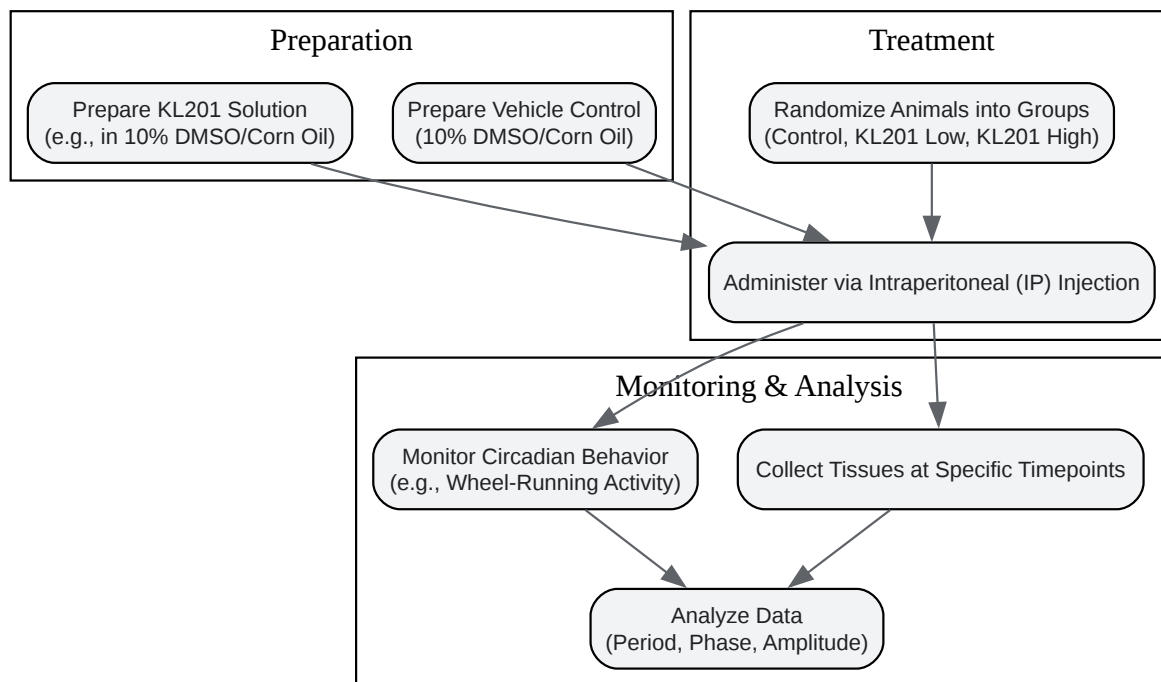 Preparation
Prepare KL201 Solution
(e.g., in 10% DMSO/Corn Oil)
Prepare Vehicle Control
(10% DMSO/Corn Oil)
Treatment
Randomize Animals into Groups
(Control, KL201 Low, KL201 High)
Administer via Intraperitoneal (IP) Injection
Monitoring & Analysis
Monitor Circadian Behavior
(e.g., Wheel-Running Activity)
Collect Tissues at Specific Timepoints
Analyze Data
(Period, Phase, Amplitude)